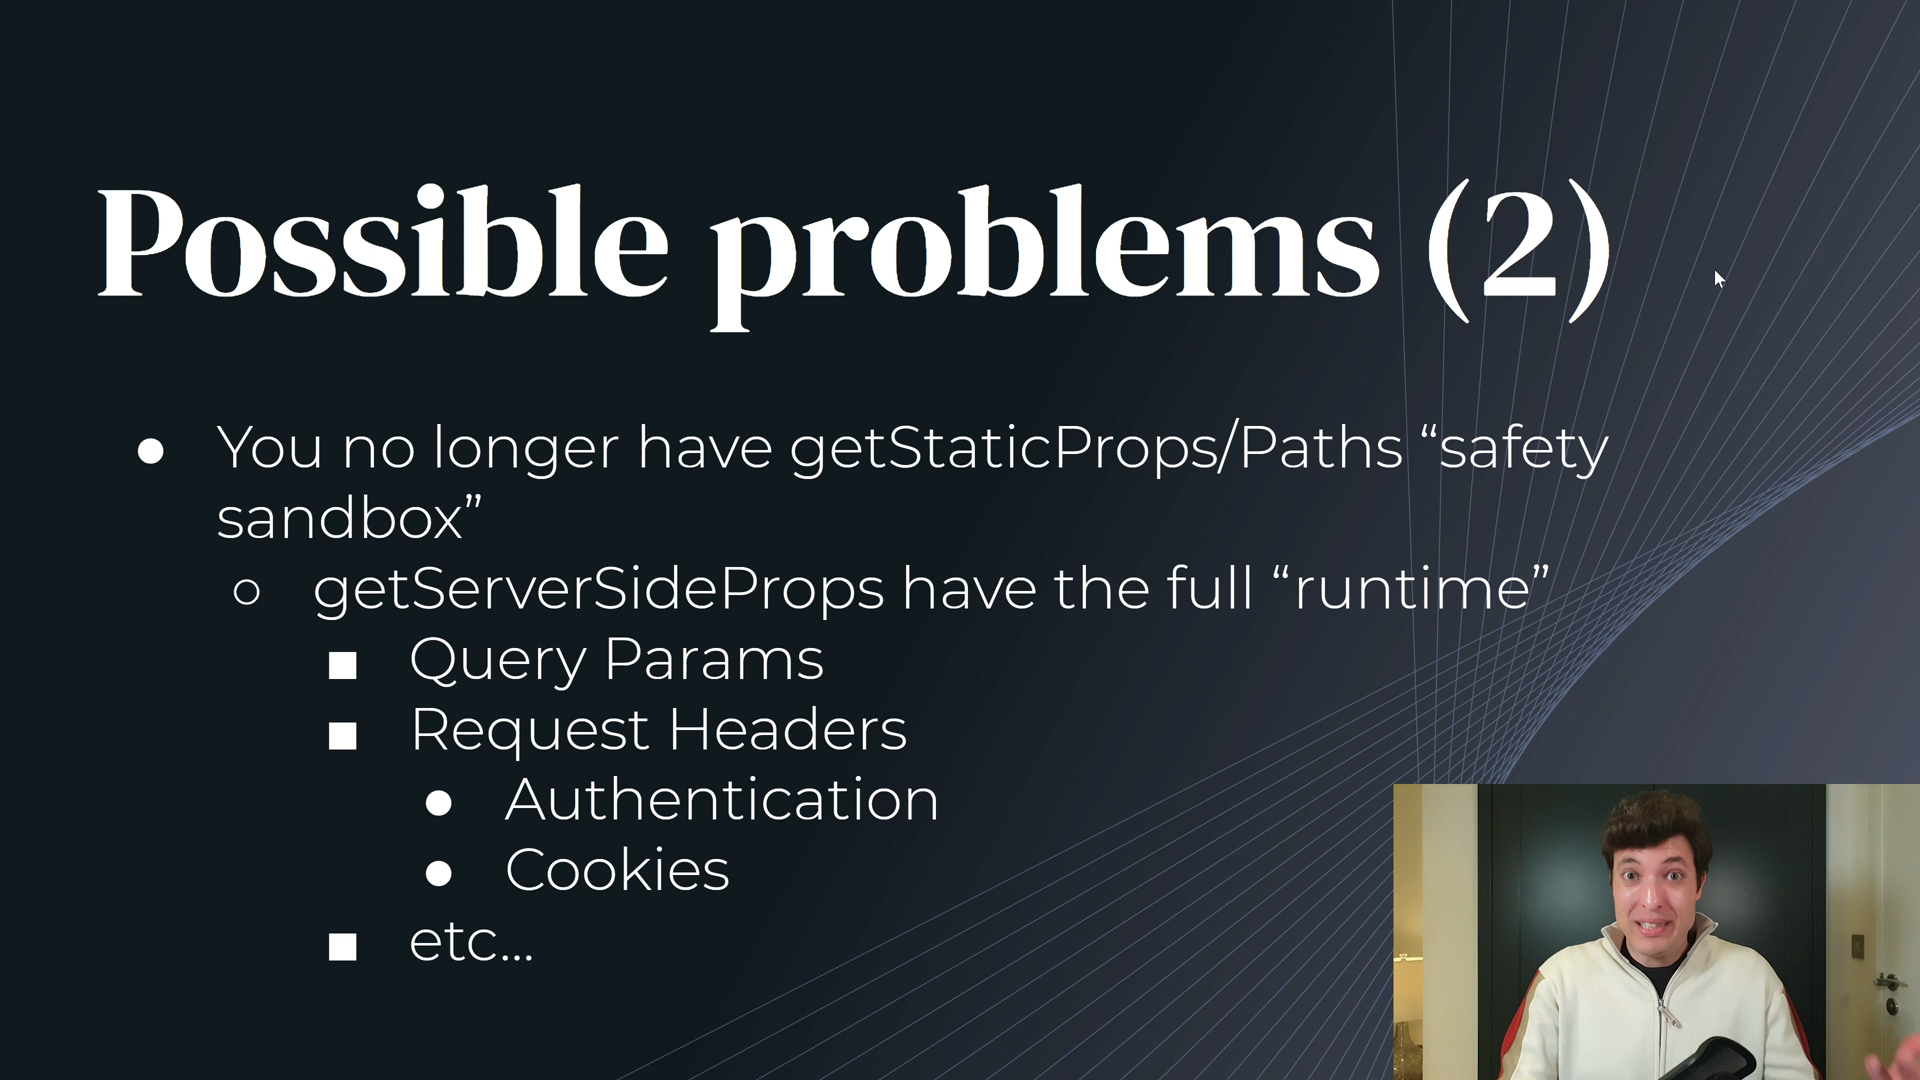 Possible problems (2)
● You no longer have getStaticProps/Paths “safety
sandbox”
○ getServerSideProps have the full “runtime”
■ Query Params
■ Request Headers
● Authentication
● Cookies
■ etc...